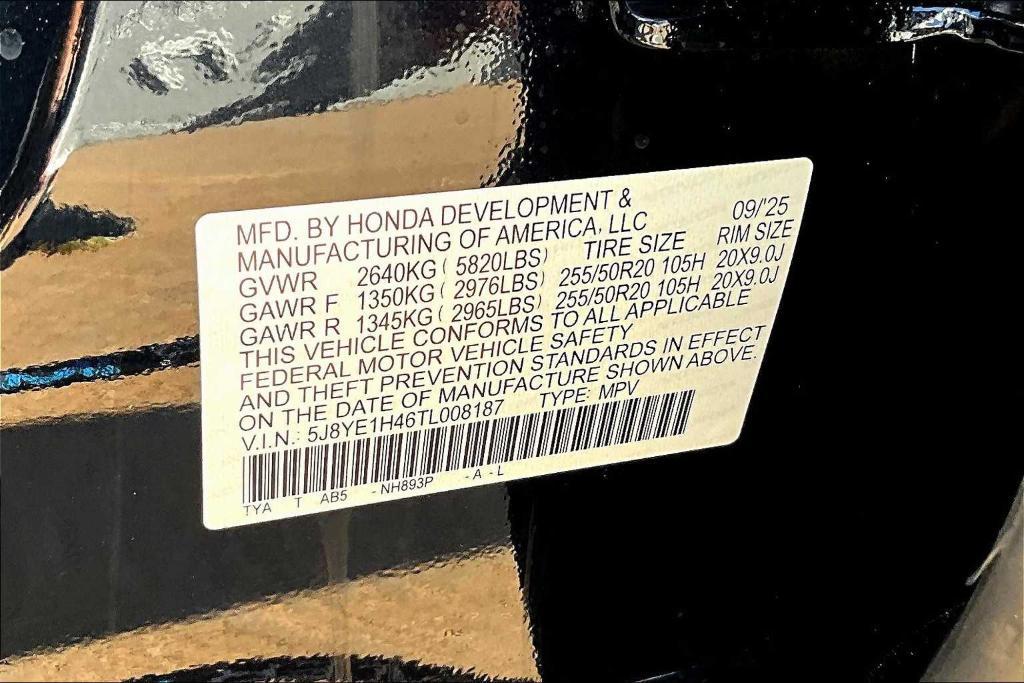 MFD. BY HONDA DEVELOPMENT &
MANUFACTURING OF AMERICA, LLC 09/'25
GVWR 2640KG ( 5820LBS) TIRE SIZE RIM SIZE
GAWR F 1350KG ( 2976LBS) 255/50R20 105H 20X9.0J
GAWR R 1345KG ( 2965LBS) 255/50R20 105H 20X9.0J
THIS VEHICLE CONFORMS TO ALL APPLICABLE
FEDERAL MOTOR VEHICLE SAFETY
AND THEFT PREVENTION STANDARDS IN EFFECT
ON THE DATE OF MANUFACTURE SHOWN ABOVE.
V.I.N.: 5J8YE1H46TL008187 TYPE: MPV
TYA T AB5 -NH893P -A-L